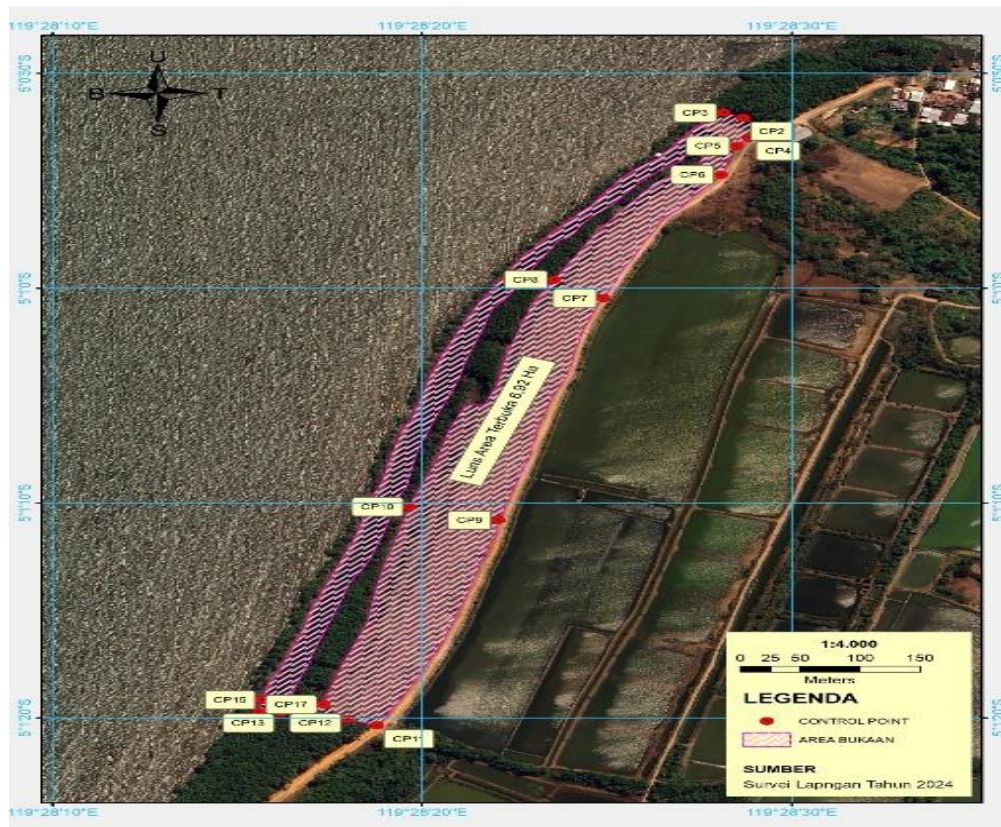 119°28'10"E 119°28'20"E 119°28'30"E
5°0'50"S 5°0'50"S
U
B T
S
CP3
CP2
CP5
CP4
CP6
CP8
5°1'0"S 5°1'0"S
CP7
Luas Area Terbuka 6,92 Ha
5°1'10"S 5°1'10"S
CP10
CP9
CP17
CP13 CP12
5°1'20"S 5°1'20"S
CP11
1:4.000
0 25 50 100 150
Meters
LEGENDA
CONTROL POINT
AREA BUKAAN
SUMBER
Survei Lapngan Tahun 2024
119°28'10"E 119°28'20"E 119°28'30"E